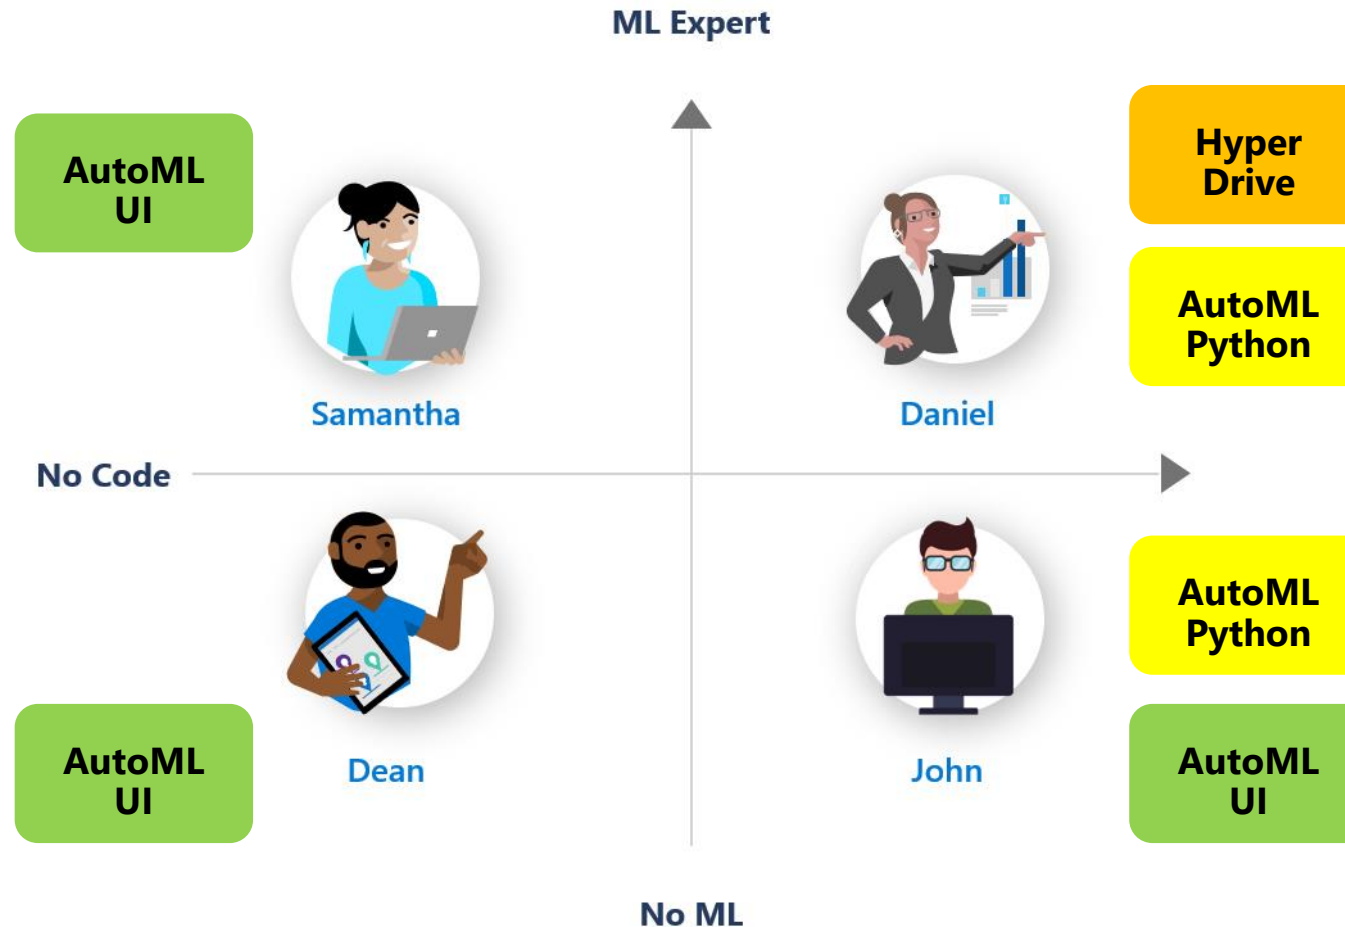 ML Expert
AutoML
UI
Hyper
Drive
AutoML
Python
Samantha
Daniel
No Code
AutoML
Python
AutoML
UI
Dean
John
AutoML
UI
No ML